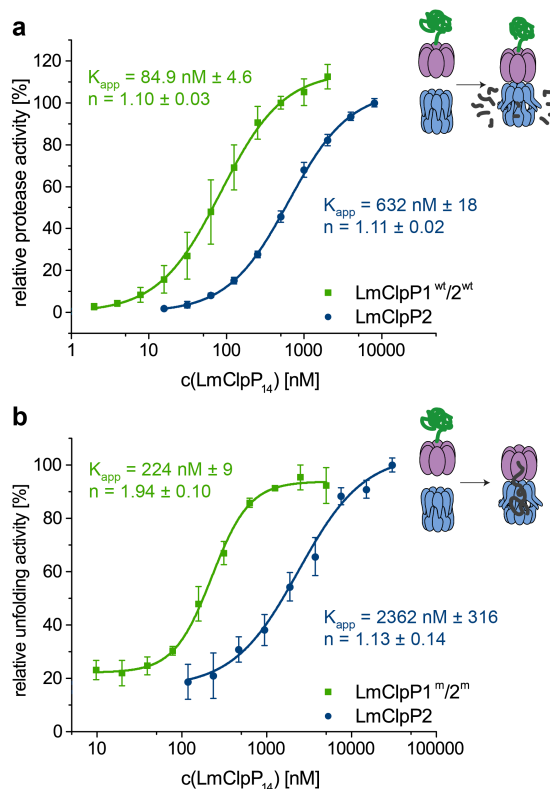 a
120
100
80
60
40
20
0
relative protease activity [%]
K_app = 84.9 nM ± 4.6
n = 1.10 ± 0.03
K_app = 632 nM ± 18
n = 1.11 ± 0.02
LmClpP1^wt/2^wt
LmClpP2
1 10 100 1000 10000
c(LmClpP_14) [nM]
b
100
80
60
40
20
0
relative unfolding activity [%]
K_app = 224 nM ± 9
n = 1.94 ± 0.10
K_app = 2362 nM ± 316
n = 1.13 ± 0.14
LmClpP1^m/2^m
LmClpP2
10 100 1000 10000 100000
c(LmClpP_14) [nM]